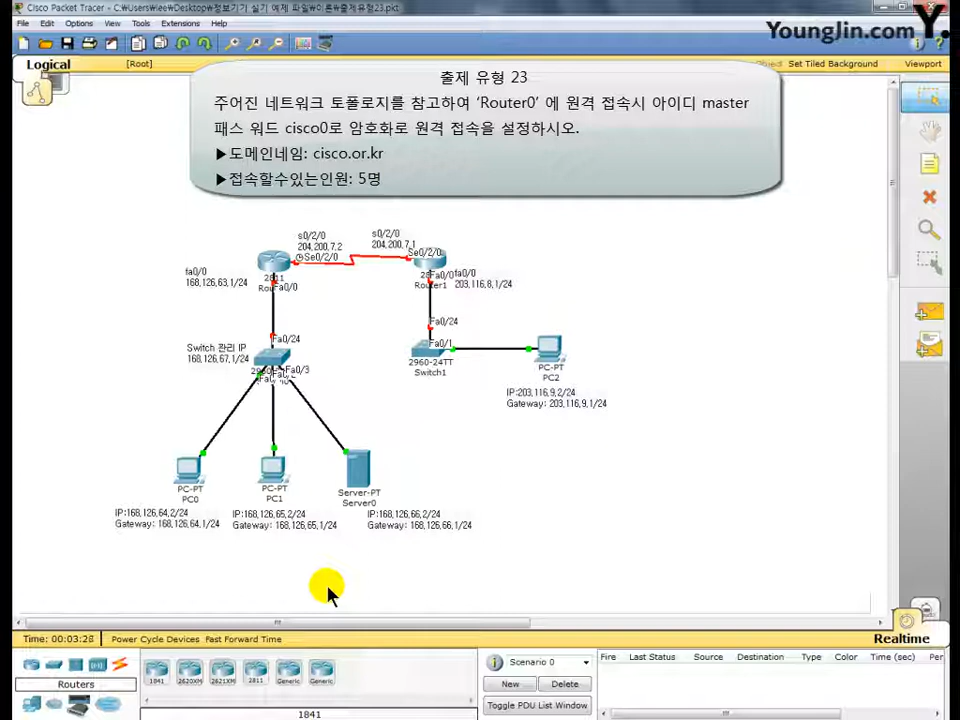 Cisco Packet Tracer - C:\Users\lee\Desktop\정보기기 실기 예제 파일\이론\출제유형23.pkt
File Edit Options View Tools Extensions Help
YoungJin.com Y.
Logical [Root] Set Tiled Background Viewport
출제 유형 23
주어진 네트워크 토폴로지를 참고하여 ‘Router0’ 에 원격 접속시 아이디 master
패스 워드 cisco0로 암호화로 원격 접속을 설정하시오.
▶도메인네임: cisco.or.kr
▶접속할수있는인원: 5명
s0/2/0
204,200,7,2
Se0/2/0
s0/2/0
204,200,7,1
Se0/2/0
fa0/0
168,126,63,1/24
2811
Fa0/0
Fa0/0
Router1
fa0/0
203,116,8,1/24
Fa0/24
Fa0/24
Switch 관리 IP
168,126,67,1/24
Fa0/3
Fa0/1
2960-24TT
Switch1
PC-PT
PC2
IP:203,116,9,2/24
Gateway: 203,116,9,1/24
PC-PT
PC0
PC-PT
PC1
Server-PT
Server0
IP:168,126,64,2/24
Gateway: 168,126,64,1/24
IP:168,126,65,2/24
Gateway: 168,126,65,1/24
IP:168,126,66,2/24
Gateway: 168,126,66,1/24
Time: 00:03:28 Power Cycle Devices Fast Forward Time Realtime
Routers
1841 2620XM 2621XM 2811 Generic Generic
1841
Scenario 0
New Delete
Toggle PDU List Window
Fire Last Status Source Destination Type Color Time (sec) Per